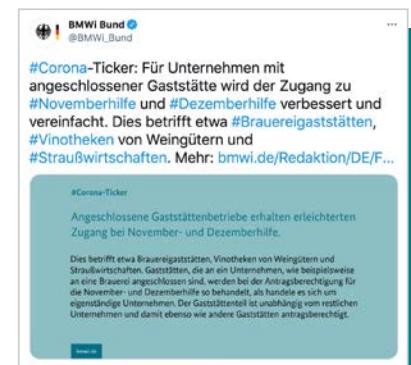 BMWi Bund
@BMWi_Bund
#Corona-Ticker: Für Unternehmen mit
angeschlossener Gaststätte wird der Zugang zu
#Novemberhilfe und #Dezemberhilfe verbessert und
vereinfacht. Dies betrifft etwa #Brauereigaststätten,
#Vinotheken von Weingütern und
#Straußwirtschaften. Mehr: bmwi.de/Redaktion/DE/F...
#Corona-Ticker
Angeschlossene Gaststättenbetriebe erhalten erleichterten
Zugang bei November- und Dezemberhilfe.
Dies betrifft etwa Brauereigaststätten, Vinotheken von Weingütern und
Straußwirtschaften. Gaststätten, die an ein Unternehmen, wie beispielsweise
an eine Brauerei angeschlossen sind, werden bei der Antragsberechtigung für
die November- und Dezemberhilfe so behandelt, als handele es sich um
eigenständige Unternehmen. Der Gaststättenteil ist unabhängig vom restlichen
Unternehmen und damit ebenso wie andere Gaststätten antragsberechtigt.
bmwi.de